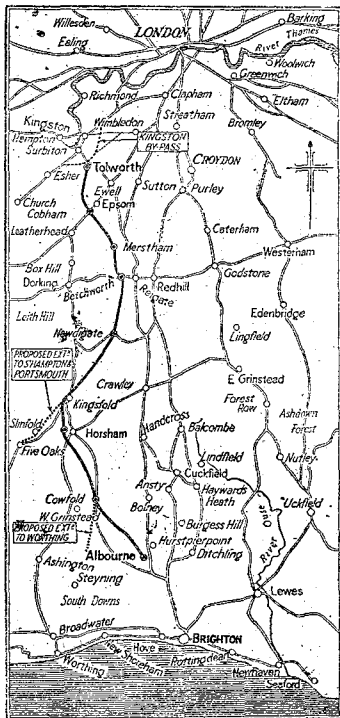 Willesden
Barking
LONDON
Ealing
River Thames
Woolwich
Greenwich
Richmond
Clapham
Eltham
Streatham
Kingston
Wimbledon
Bromley
Hampton
Surbiton
KINGSTON
BY-PASS
CROYDON
Tolworth
Esher
Ewell
Sutton
Purley
Epsom
Church
Cobham
Leatherhead
Caterham
Merstham
Westerham
Box Hill
Godstone
Dorking
Betchworth
Reigate
Redhill
Leith Hill
Edenbridge
Newdigate
Lingfield
PROPOSED EXTN.
TO S'HAMPTON &
PORTSMOUTH
Crawley
E Grinstead
Kingsfold
Forest
Row
Ashdown
Forest
Slinfold
Handcross
Balcombe
Horsham
Five Oaks
Lindfield
Nutley
Cuckfield
Cowfold
Ansty
Haywards
Heath
W. Grinstead
Bolney
Uckfield
PROPOSED EXTN.
TO WORTHING
Burgess Hill
River Ouse
Albourne
Hurstpierpoint
Ashington
Ditchling
Steyning
South Downs
Lewes
Broadwater
BRIGHTON
Worthing
New Shoreham
Hove
Rottingdean
Newhaven
Seaford